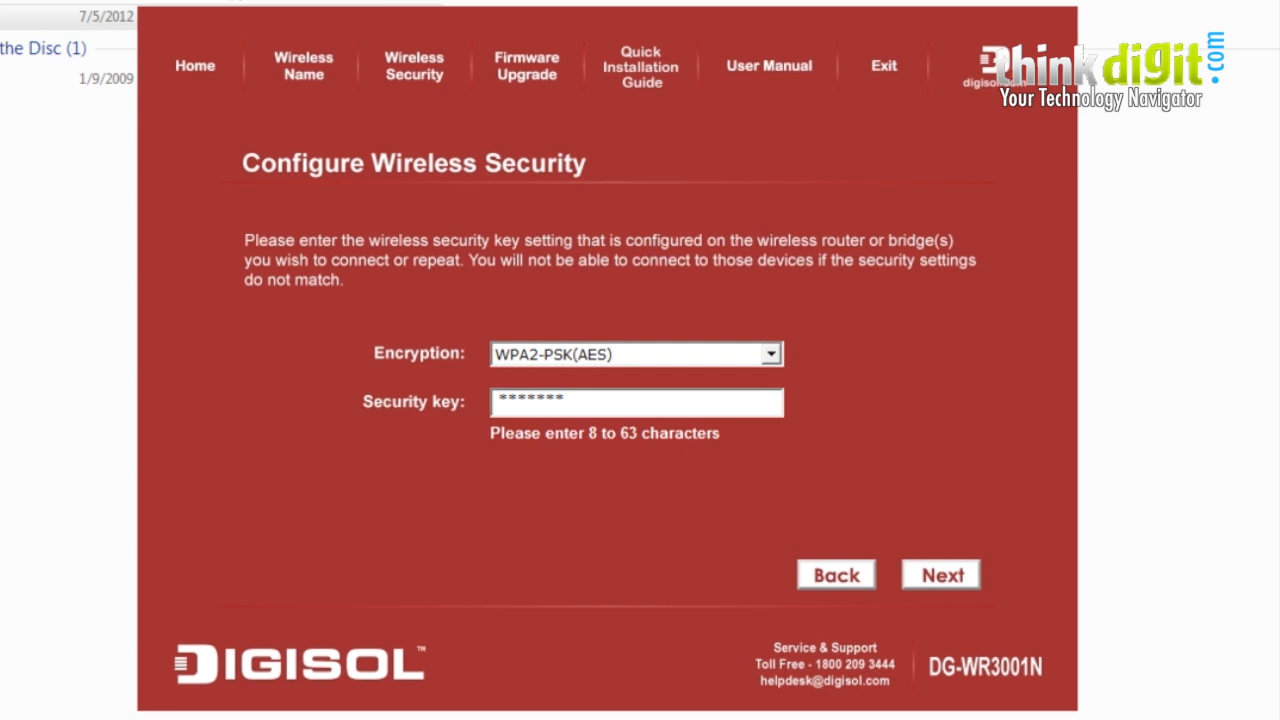 7/5/2012
the Disc (1)
1/9/2009
Home
Wireless Name
Wireless Security
Firmware Upgrade
Quick Installation Guide
User Manual
Exit
thinkdigit.com
Your Technology Navigator
Configure Wireless Security
Please enter the wireless security key setting that is configured on the wireless router or bridge(s)
you wish to connect or repeat. You will not be able to connect to those devices if the security settings
do not match.
Encryption: WPA2-PSK(AES)
Security key: *******
Please enter 8 to 63 characters
Back Next
DIGISOL™
Service & Support
Toll Free - 1800 209 3444
helpdesk@digisol.com
DG-WR3001N